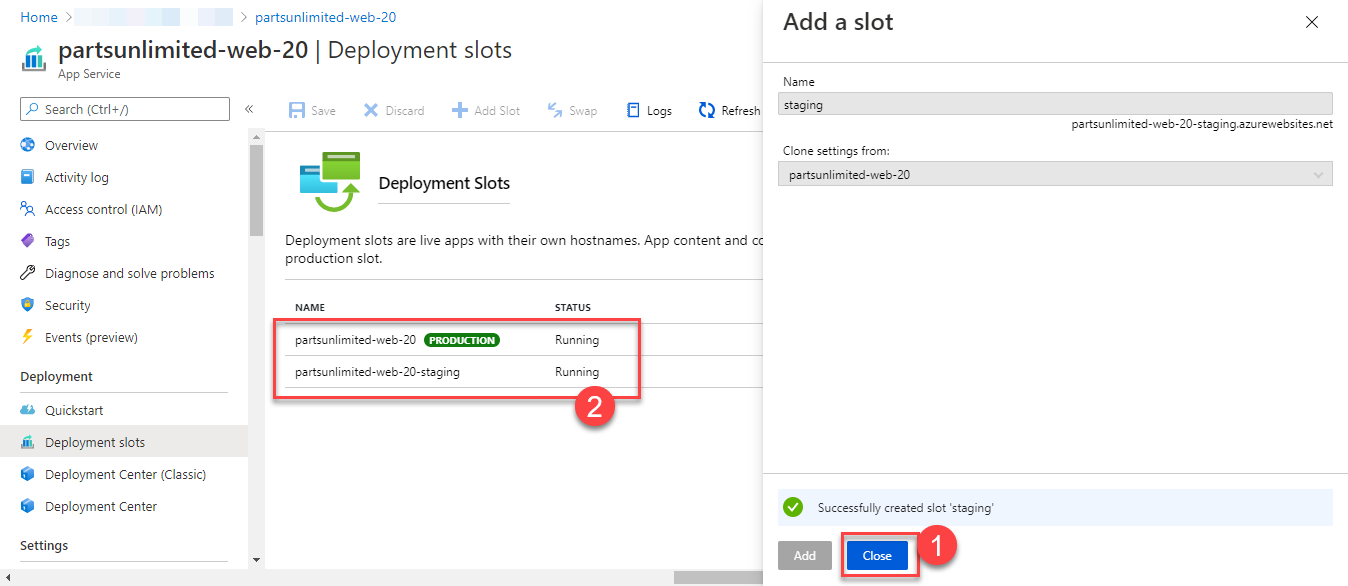 Home > > partsunlimited-web-20
partsunlimited-web-20 | Deployment slots
App Service
Search (Ctrl+/)
«
Overview
Activity log
Access control (IAM)
Tags
Diagnose and solve problems
Security
Events (preview)
Deployment
Quickstart
Deployment slots
Deployment Center (Classic)
Deployment Center
Settings
Save Discard Add Slot Swap Logs Refresh
Deployment Slots
Deployment slots are live apps with their own hostnames. App content and co
production slot.
NAME STATUS
partsunlimited-web-20 PRODUCTION Running
partsunlimited-web-20-staging Running
2
Add a slot
Name
staging
partsunlimited-web-20-staging.azurewebsites.net
Clone settings from:
partsunlimited-web-20
Successfully created slot 'staging'
Add Close
1